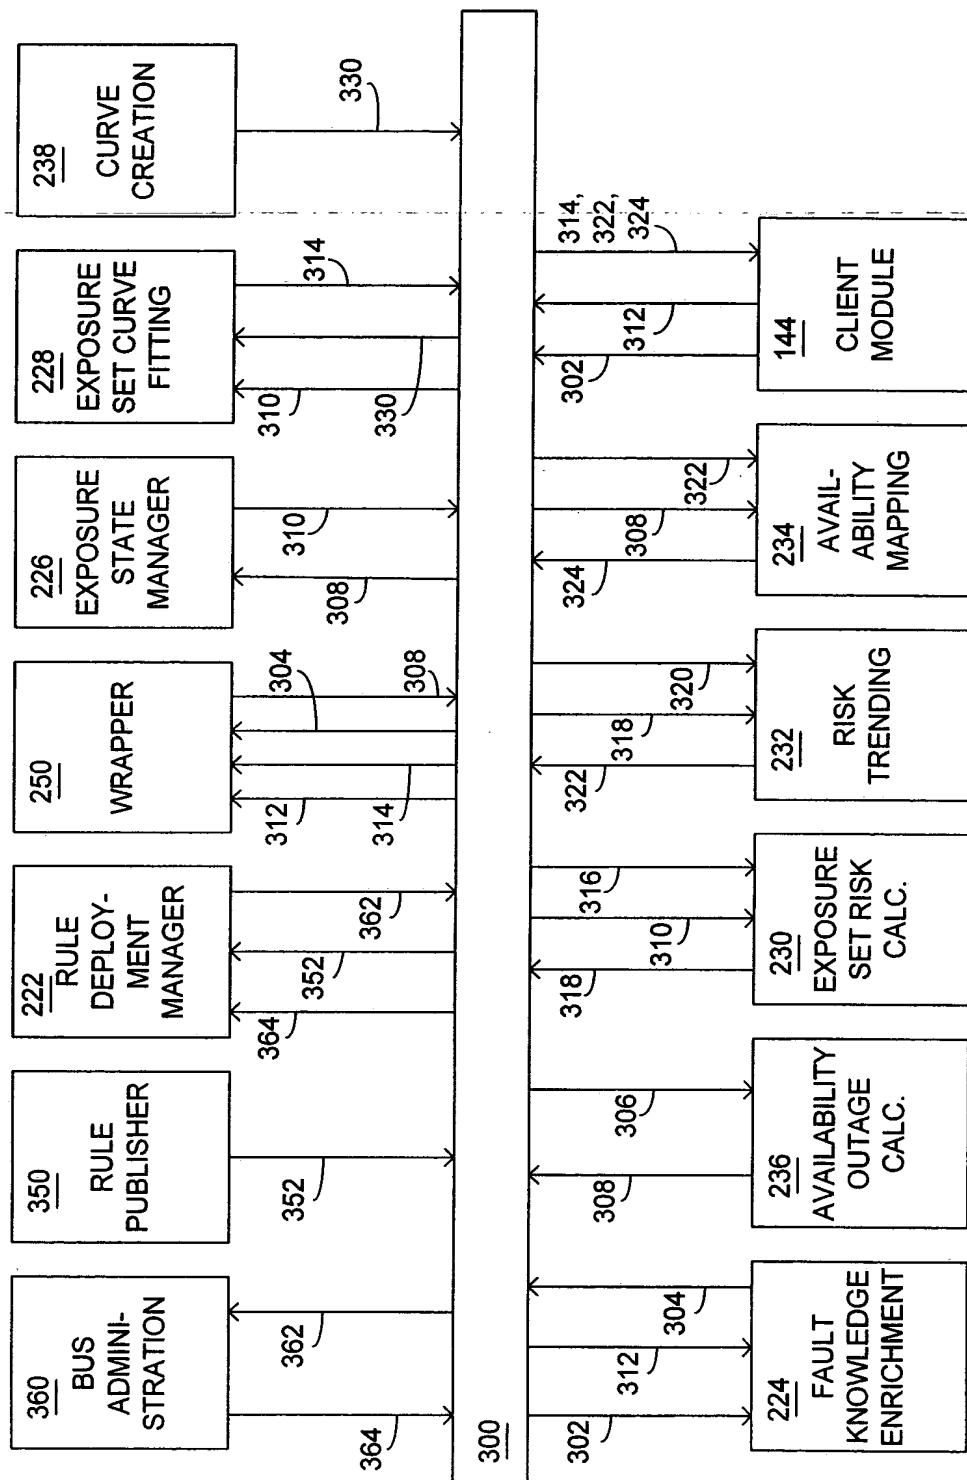 360
BUS
ADMINI-
STRATION
364
362
350
RULE
PUBLISHER
352
222
RULE
DEPLOY-
MENT
MANAGER
364
352
362
250
WRAPPER
312
314
304
308
226
EXPOSURE
STATE
MANAGER
308
310
228
EXPOSURE
SET CURVE
FITTING
310
330
314
238
CURVE
CREATION
330
300
302
312
304
224
FAULT
KNOWLEDGE
ENRICHMENT
308
306
236
AVAILABILITY
OUTAGE
CALC.
318
310
316
230
EXPOSURE
SET RISK
CALC.
322
318
320
232
RISK
TRENDING
324
308
322
234
AVAIL-
ABILITY
MAPPING
302
312
314,
322,
324
144
CLIENT
MODULE